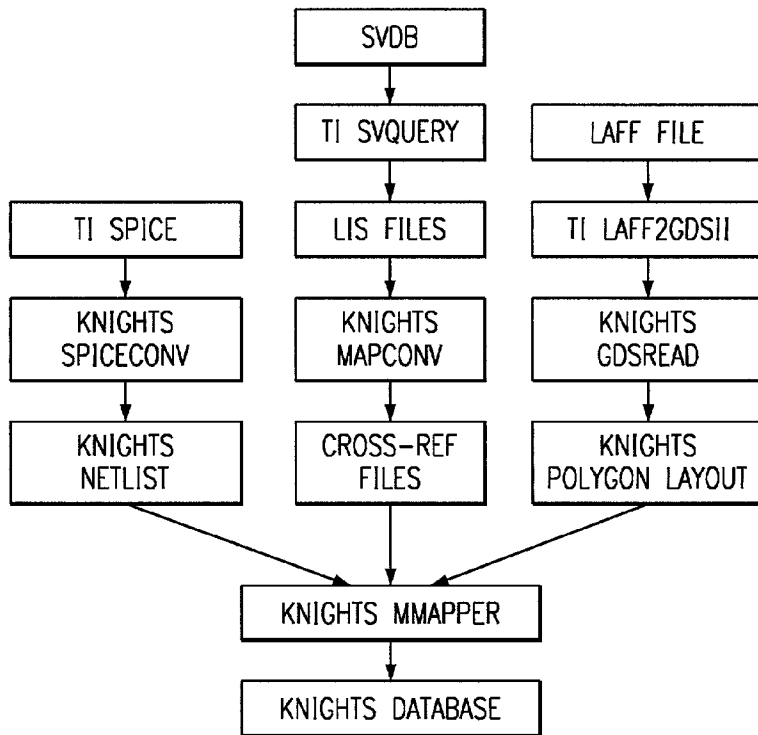 SVDB
TI SVQUERY
LAFF FILE
TI SPICE
LIS FILES
TI LAFF2GDSII
KNIGHTS
SPICECONV
KNIGHTS
MAPCONV
KNIGHTS
GDSREAD
KNIGHTS
NETLIST
CROSS-REF
FILES
KNIGHTS
POLYGON LAYOUT
KNIGHTS MMAPPER
KNIGHTS DATABASE